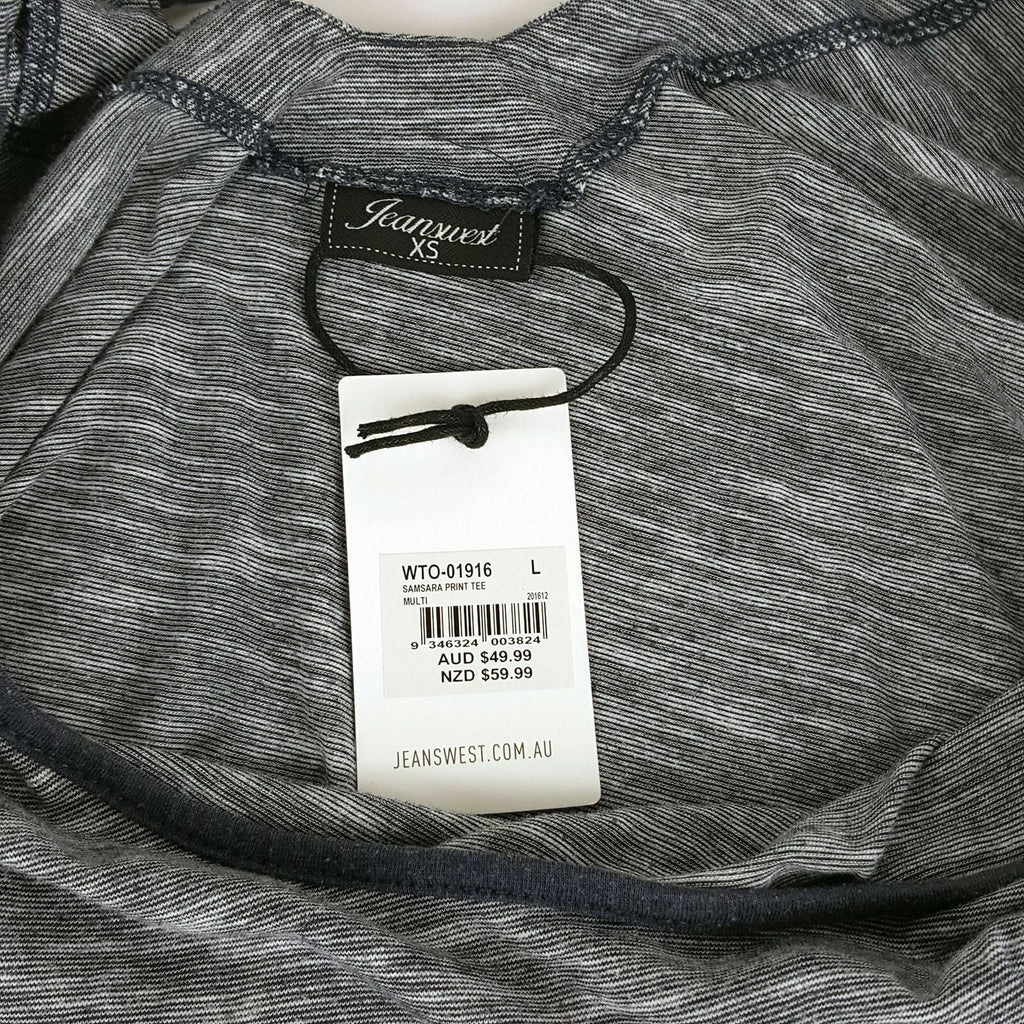 Jeanswest
XS
WTO-01916 L
SAMSARA PRINT TEE
MULTI 201612
9 346324 003824
AUD $49.99
NZD $59.99
JEANSWEST.COM.AU